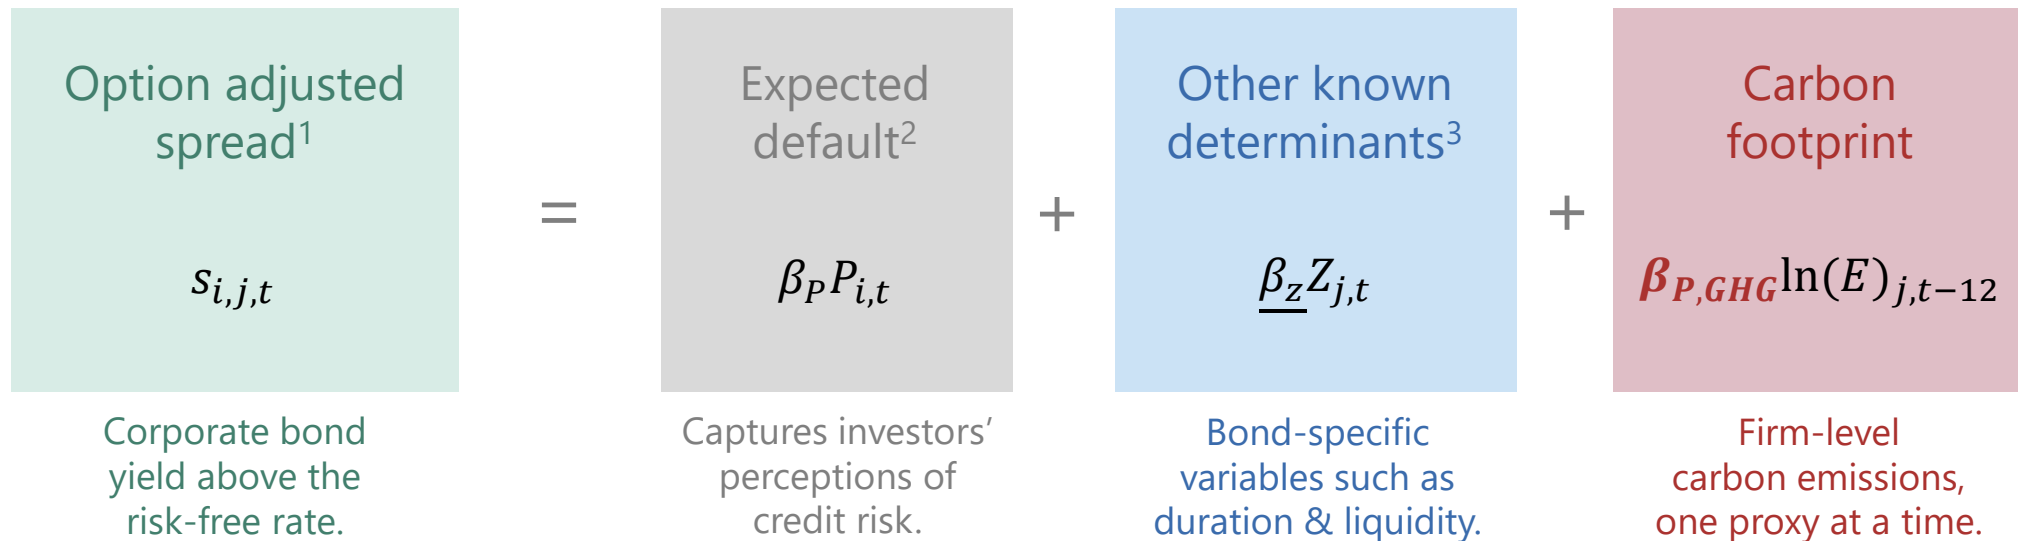 Option adjusted
spread¹
s_{i,j,t}
Corporate bond
yield above the
risk-free rate.
=
Expected
default²
β_P P_{i,t}
Captures investors’
perceptions of
credit risk.
+
Other known
determinants³
β_z Z_{j,t}
Bond-specific
variables such as
duration & liquidity.
+
Carbon
footprint
β_{P,GHG} ln(E)_{j,t−12}
Firm-level
carbon emissions,
one proxy at a time.